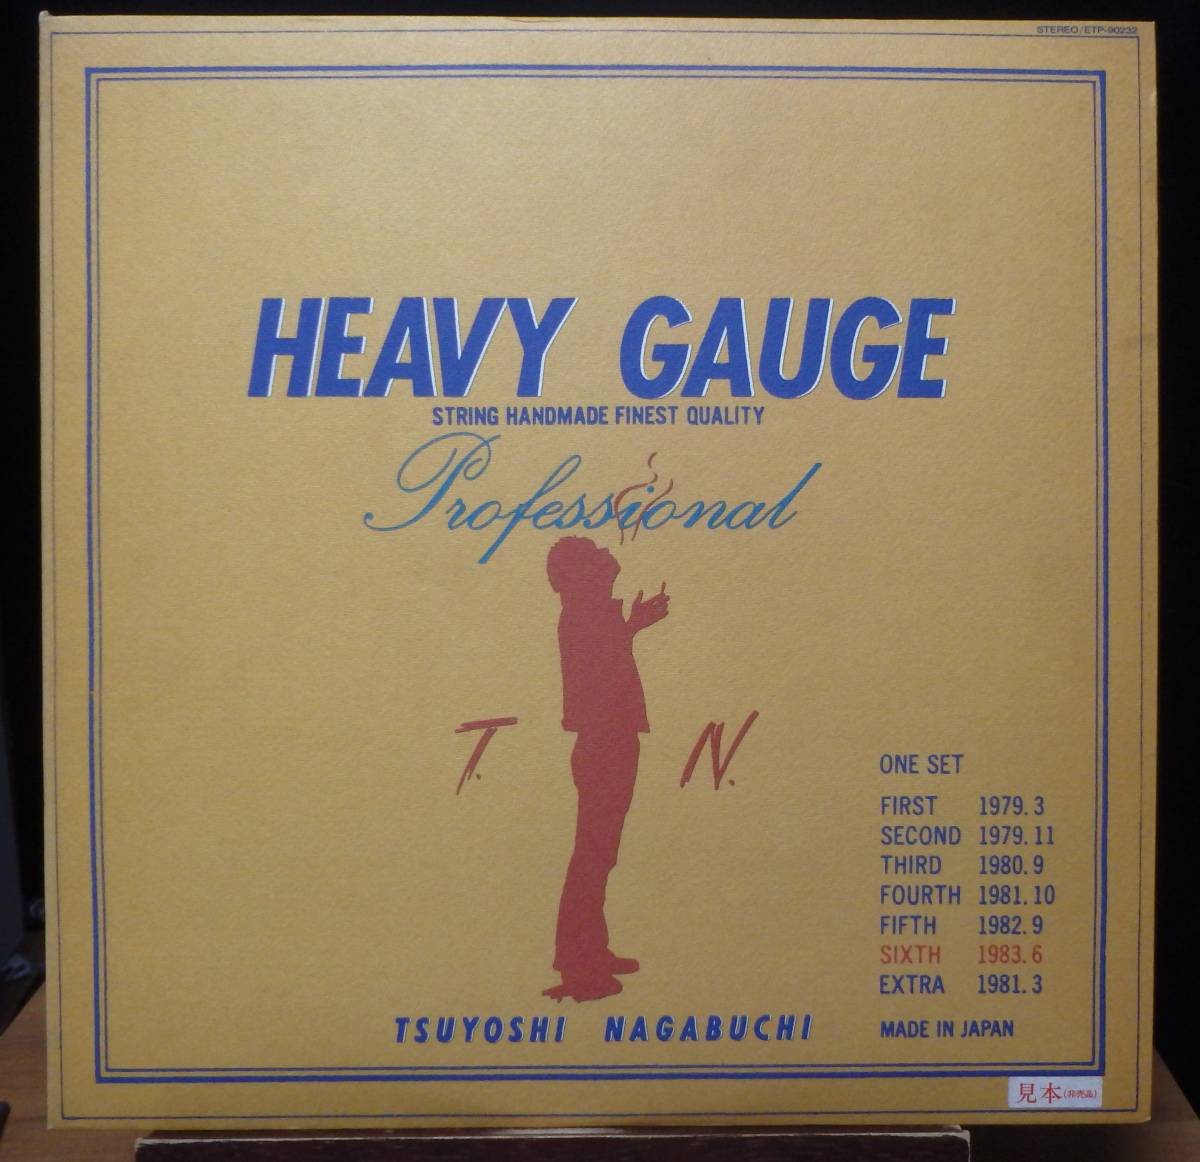 STEREO/ETP-90232
HEAVY GAUGE
STRING HANDMADE FINEST QUALITY
Professional
T. N.
ONE SET
FIRST 1979.3
SECOND 1979.11
THIRD 1980.9
FOURTH 1981.10
FIFTH 1982.9
SIXTH 1983.6
EXTRA 1981.3
TSUYOSHI NAGABUCHI
MADE IN JAPAN
見本(非売品)